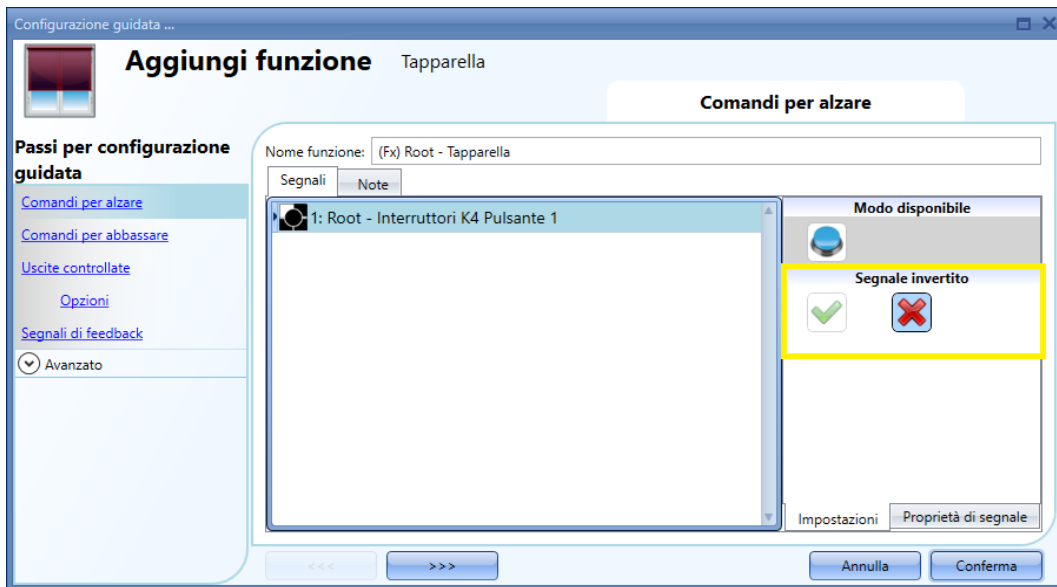 Configurazione guidata ...
Aggiungi funzione Tapparella
Comandi per alzare
Passi per configurazione
guidata
Comandi per alzare
Comandi per abbassare
Uscite controllate
Opzioni
Segnali di feedback
Avanzato
Nome funzione: (Fx) Root - Tapparella
Segnali Note
1: Root - Interruttori K4 Pulsante 1
Modo disponibile
Segnale invertito
Impostazioni Proprietà di segnale
<<< >>> Annulla Conferma